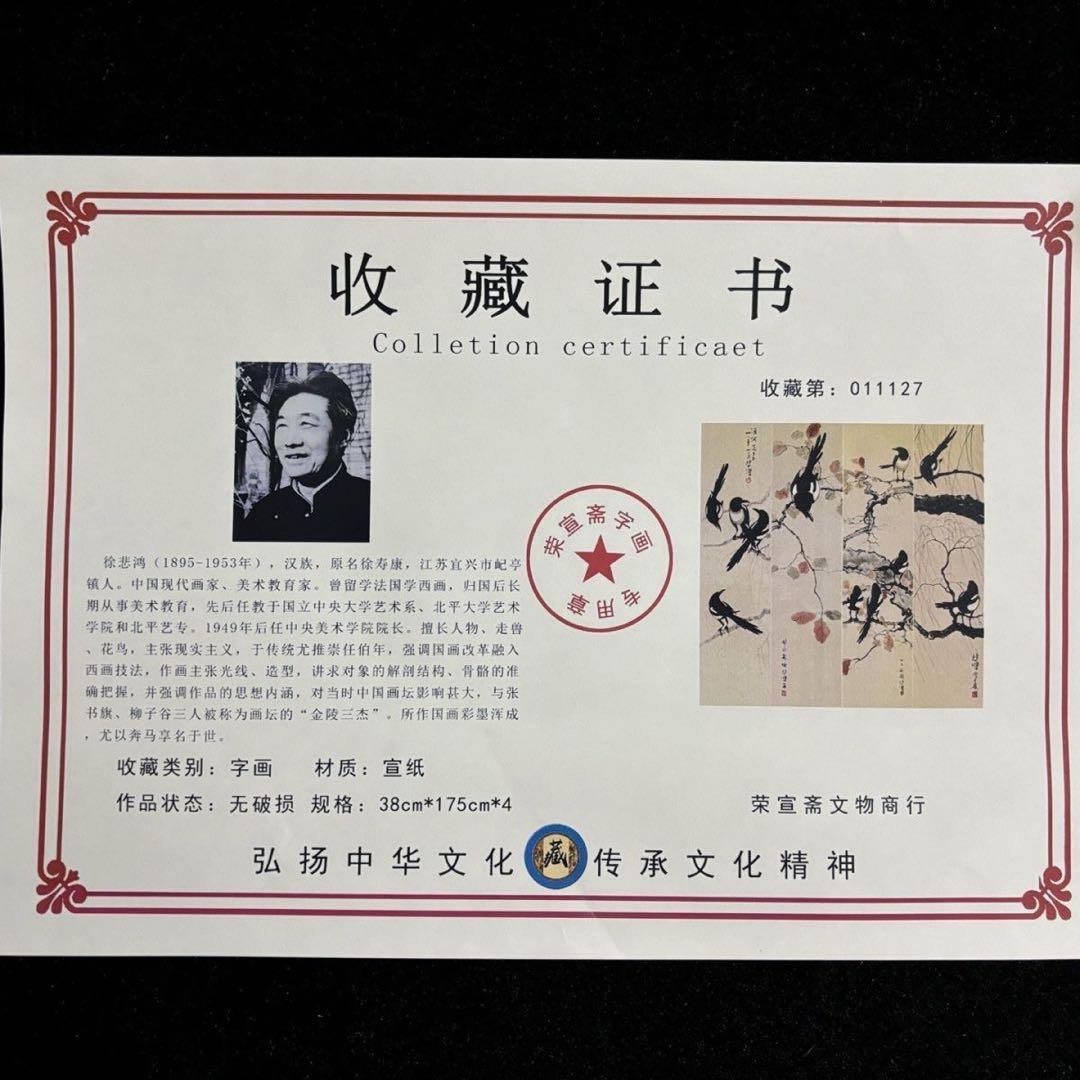 收藏证书
Colletion certificaet
收藏第：011127
荣宣斋字画
专用章
徐悲鸿（1895-1953年），汉族，原名徐寿康，江苏宜兴市屺亭
镇人。中国现代画家、美术教育家。曾留学法国学西画，归国后长
期从事美术教育，先后任教于国立中央大学艺术系、北平大学艺术
学院和北平艺专。1949年后任中央美术学院院长。擅长人物、走兽
、花鸟，主张现实主义，于传统尤推崇任伯年，强调国画改革融入
西画技法，作画主张光线、造型，讲求对象的解剖结构、骨骼的准
确把握，并强调作品的思想内涵，对当时中国画坛影响甚大，与张
书旗、柳子谷三人被称为画坛的“金陵三杰”。所作国画彩墨浑成
，尤以奔马享名于世。
收藏类别：字画 材质：宣纸
作品状态：无破损 规格：38cm*175cm*4
荣宣斋文物商行
弘扬中华文化 藏 传承文化精神